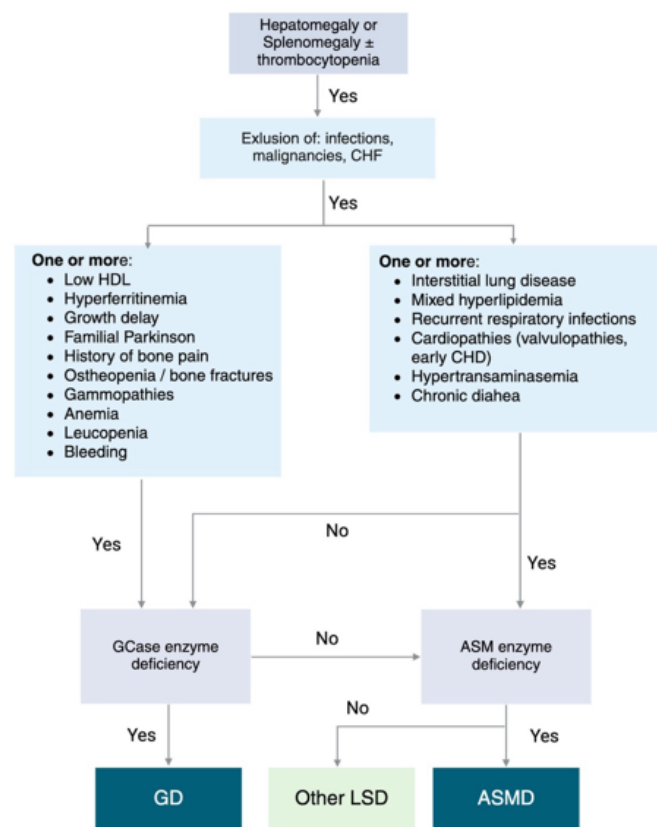 Hepatomegaly or
Splenomegaly ±
thrombocytopenia
Yes
Exlusion of: infections,
malignancies, CHF
Yes
One or more:
• Low HDL
• Hyperferritinemia
• Growth delay
• Familial Parkinson
• History of bone pain
• Ostheopenia / bone fractures
• Gammopathies
• Anemia
• Leucopenia
• Bleeding
One or more:
• Interstitial lung disease
• Mixed hyperlipidemia
• Recurrent respiratory infections
• Cardiopathies (valvulopathies,
early CHD)
• Hypertransaminasemia
• Chronic diahea
Yes
No
Yes
GCase enzyme
deficiency
No
ASM enzyme
deficiency
Yes
No
Yes
GD
Other LSD
ASMD